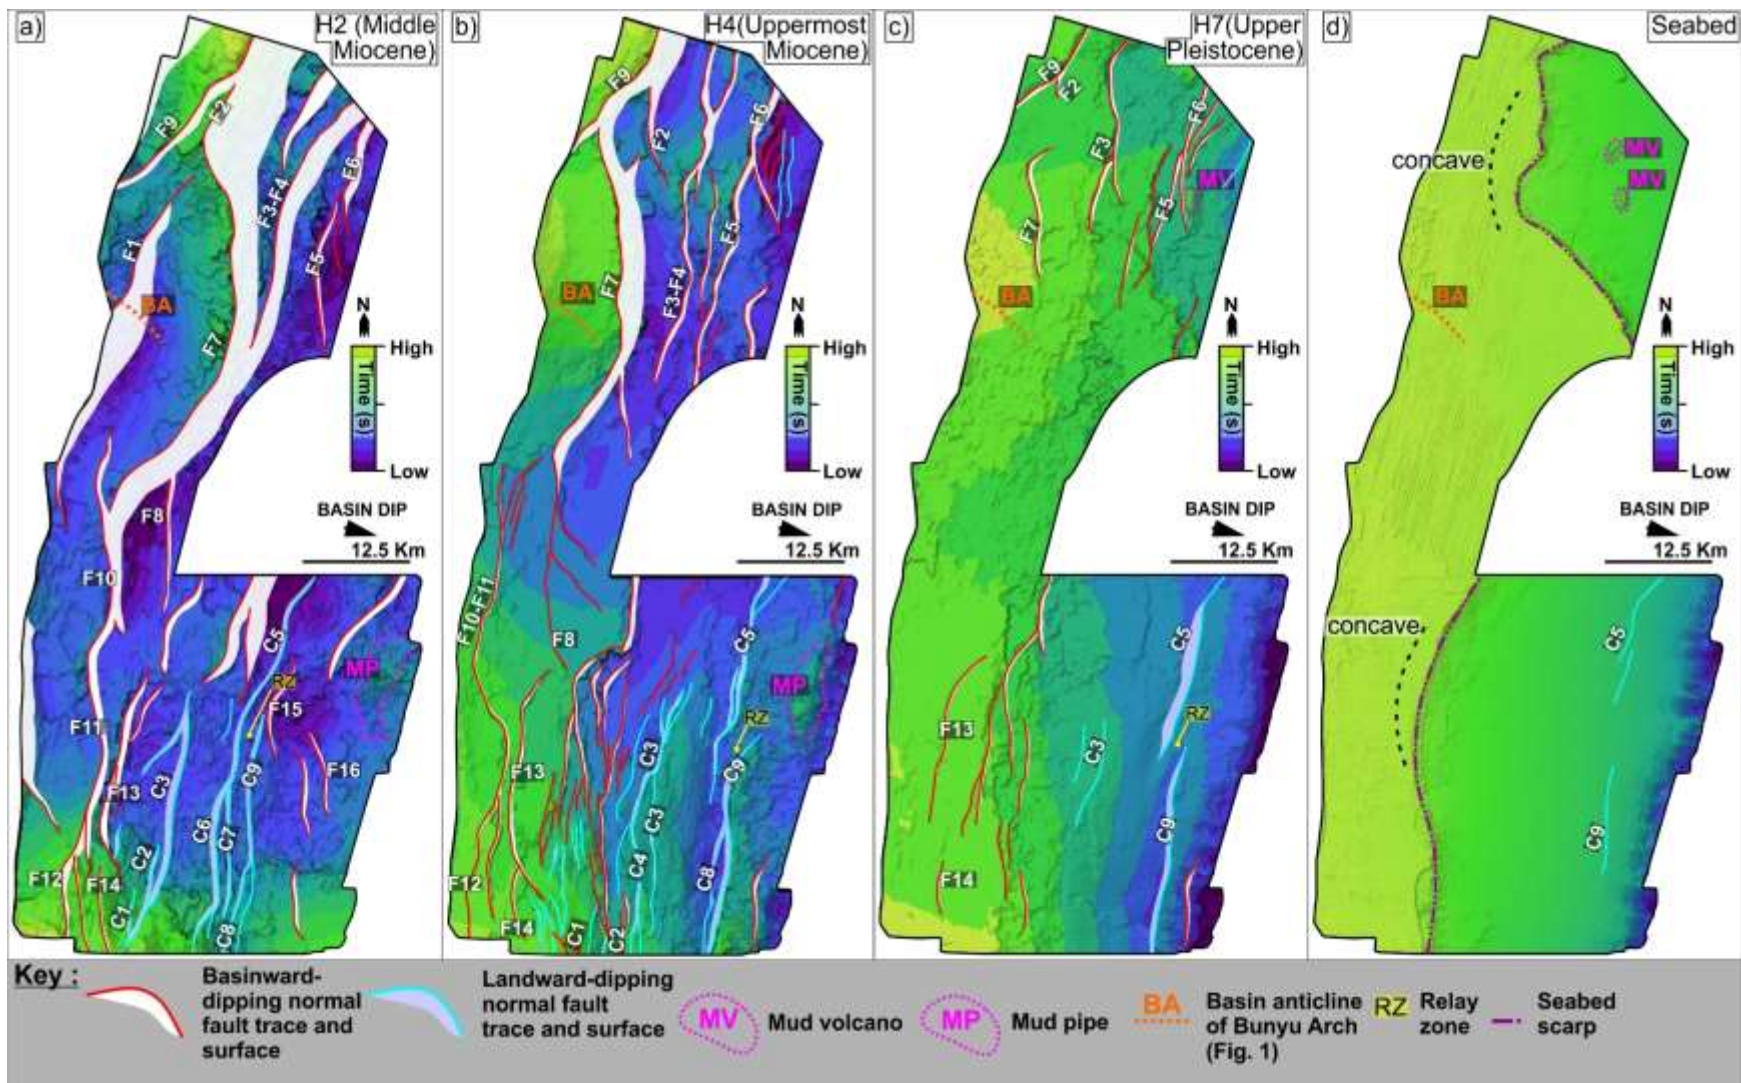 a)
H2 (Middle
Miocene)
F9
F2
F6
F3-F4
F1
F5
BA
F7
N
High
Time (s)
Low
F8
BASIN DIP
12.5 Km
F10
C5
MP
RZ
F15
F11
F16
C3
C9
F13
C6
C7
C2
F12
F14
C1
C8
b)
H4(Uppermost
Miocene)
F9
F6
F2
F5
F7
F3-F4
BA
N
High
Time (s)
Low
BASIN DIP
12.5 Km
F10-F11
F8
C5
MP
RZ
C3
F13
C9
C3
C4
F12
C8
F14
C1
C2
c)
H7(Upper
Pleistocene)
F9
F2
F6
F3
MV
F5
F7
BA
N
High
Time (s)
Low
BASIN DIP
12.5 Km
C5
RZ
F13
C3
C9
F14
d)
Seabed
concave
MV
MV
BA
N
High
Time (s)
Low
BASIN DIP
12.5 Km
concave
C5
C9
Key :
Basinward-
dipping normal
fault trace and
surface
Landward-dipping
normal fault
trace and surface
MV
Mud volcano
MP
Mud pipe
BA
Basin anticline
of Bunyu Arch
(Fig. 1)
RZ
Relay
zone
Seabed
scarp